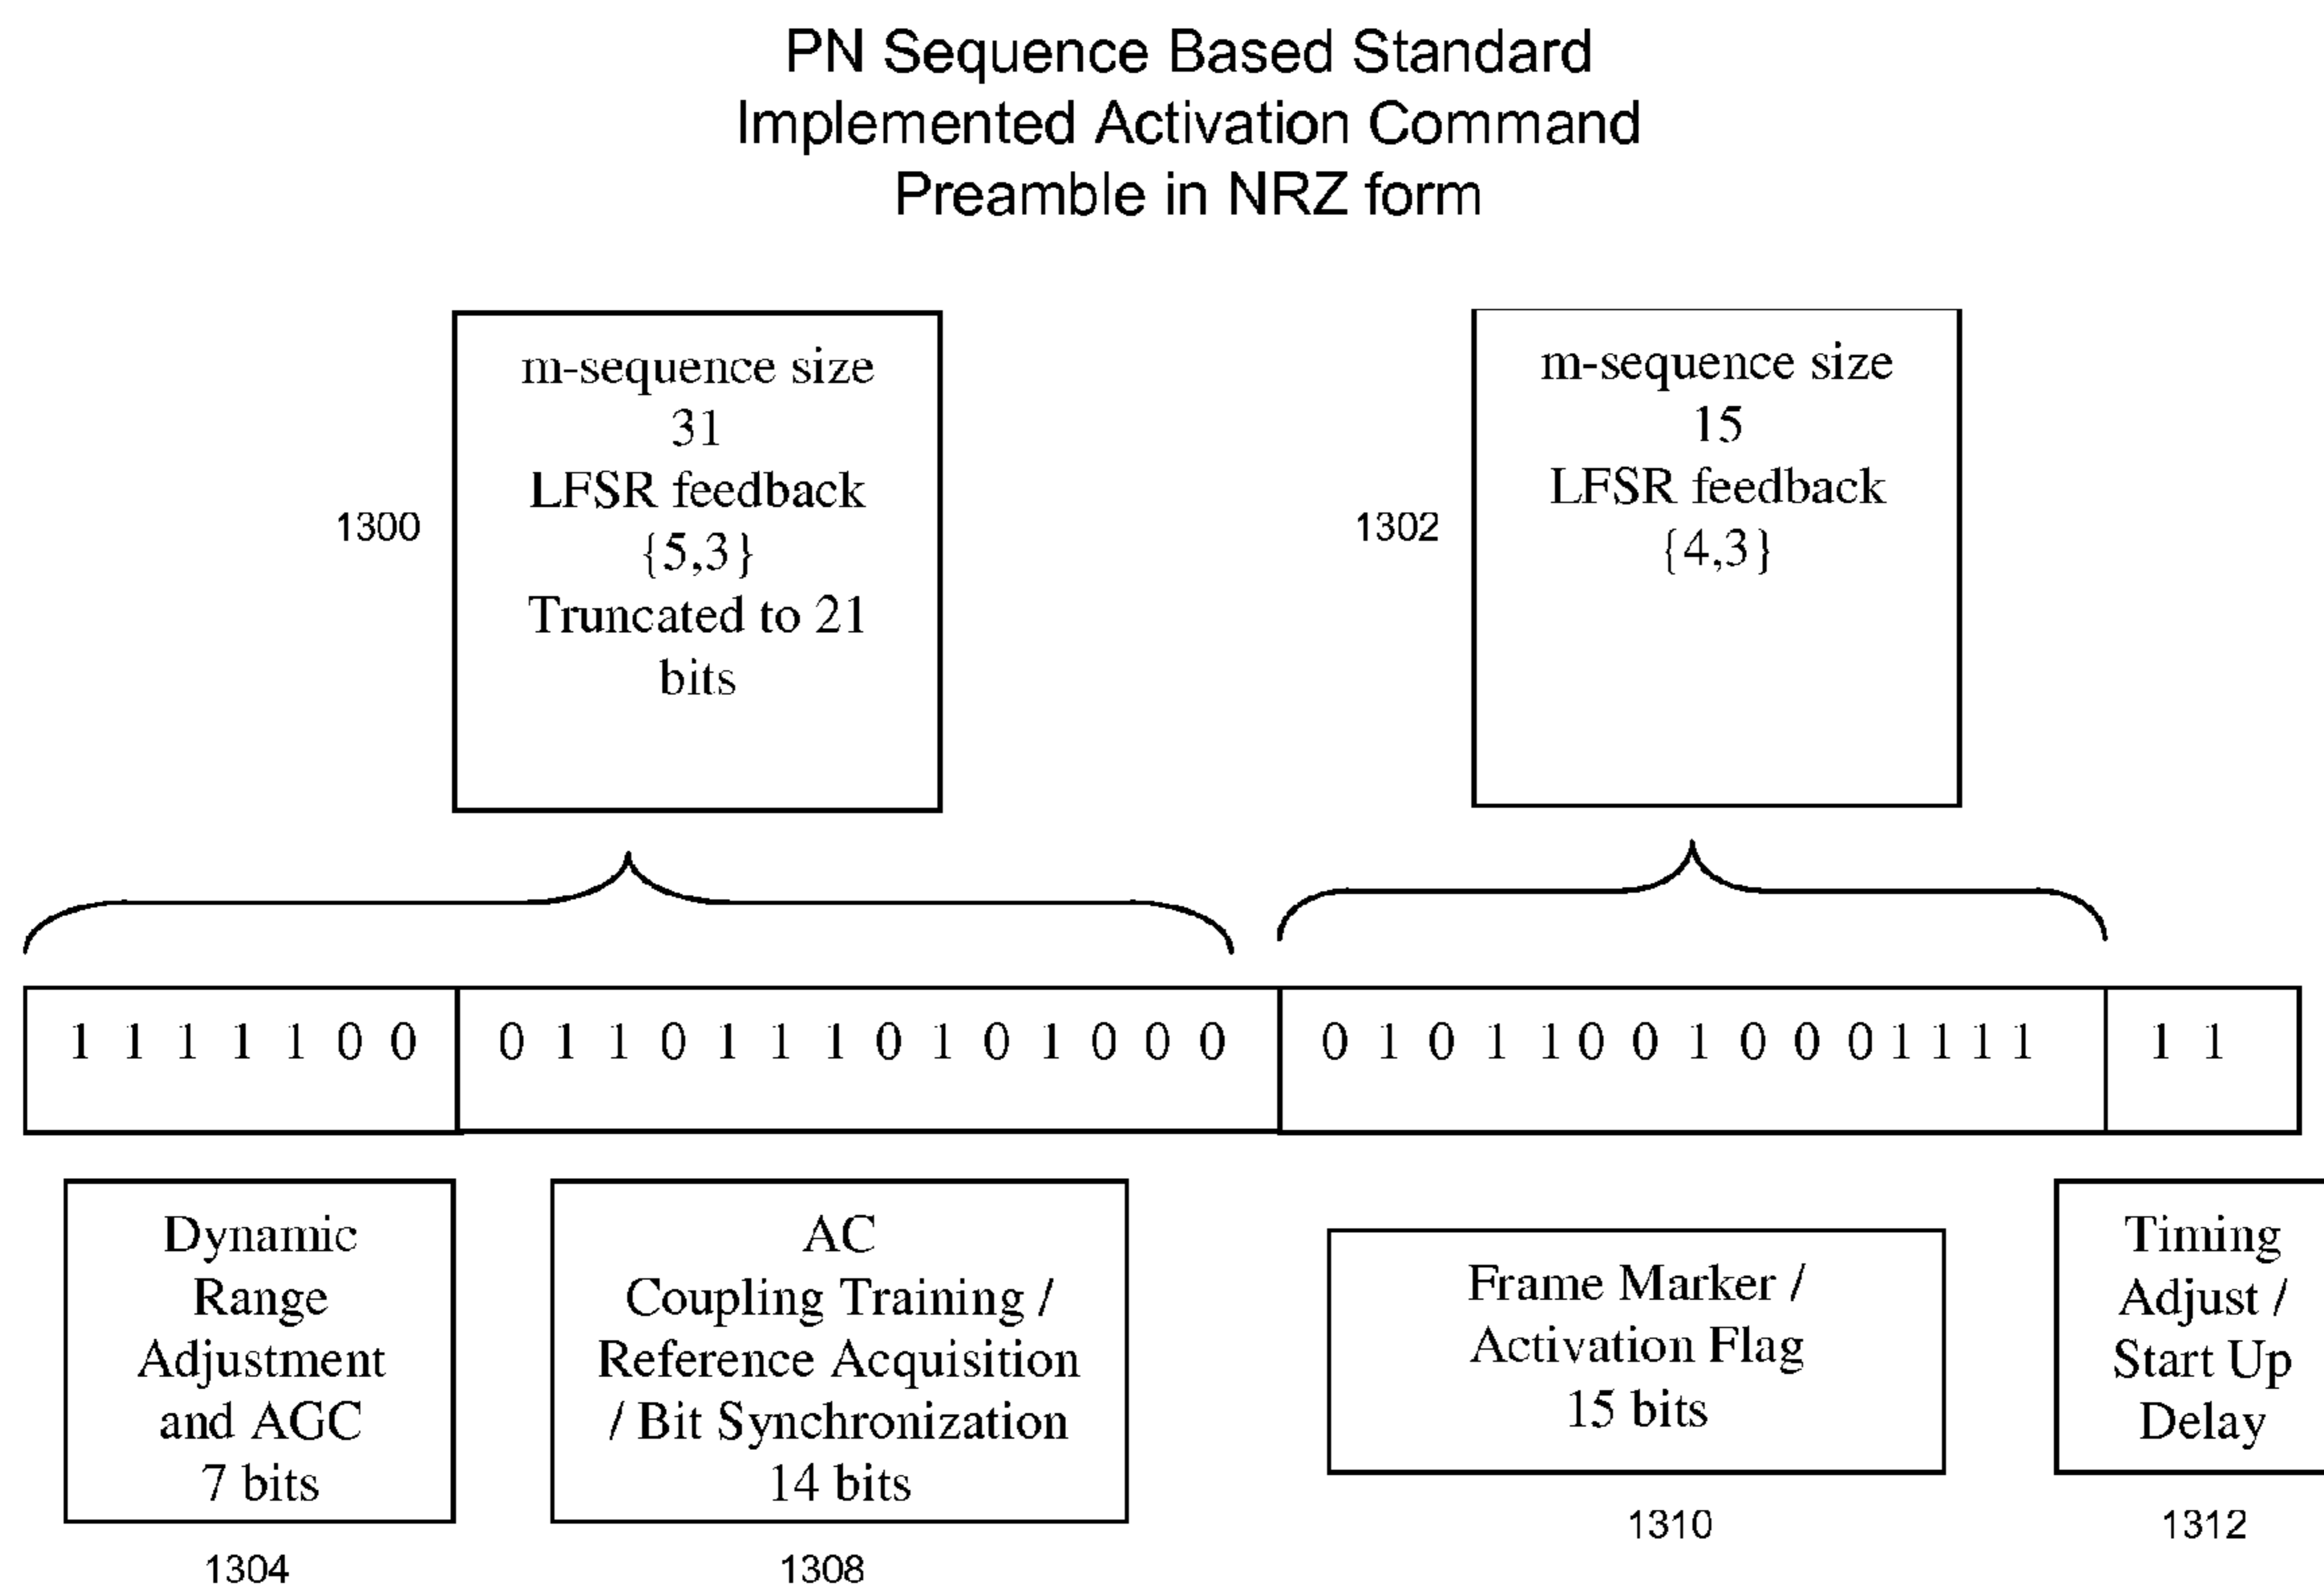 PN Sequence Based Standard
Implemented Activation Command
Preamble in NRZ form
m-sequence size
31
LFSR feedback
{5,3}
Truncated to 21
bits
1300
m-sequence size
15
LFSR feedback
{4,3}
1302
1 1 1 1 1 0 0
0 1 1 0 1 1 1 0 1 0 1 0 0 0
0 1 0 1 1 0 0 1 0 0 0 1 1 1 1
1 1
Dynamic
Range
Adjustment
and AGC
7 bits
1304
AC
Coupling Training /
Reference Acquisition
/ Bit Synchronization
14 bits
1308
Frame Marker /
Activation Flag
15 bits
1310
Timing
Adjust /
Start Up
Delay
1312